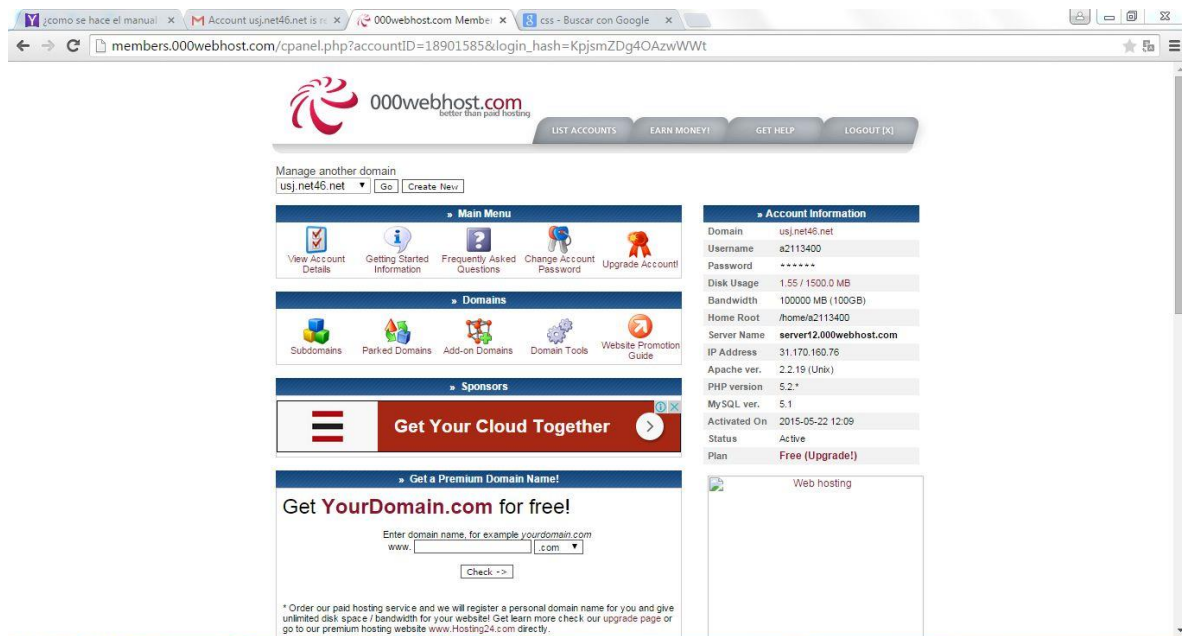 ¿como se hace el manual
Account usj.net46.net is re
000webhost.com Member
css - Buscar con Google
members.000webhost.com/cpanel.php?accountID=18901585&login_hash=KpjsmZDg4OAzwWWt
000webhost.com
better than paid hosting
LIST ACCOUNTS EARN MONEY! GET HELP LOGOUT [X]
Manage another domain
usj.net46.net Go Create New
» Main Menu
View Account Details
Getting Started Information
Frequently Asked Questions
Change Account Password
Upgrade Account!
» Domains
Subdomains
Parked Domains
Add-on Domains
Domain Tools
Website Promotion Guide
» Sponsors
Get Your Cloud Together
» Get a Premium Domain Name!
Get YourDomain.com for free!
Enter domain name, for example yourdomain.com
www. .com
Check ->
* Order our paid hosting service and we will register a personal domain name for you and give
unlimited disk space / bandwidth for your website! Get learn more check our upgrade page or
go to our premium hosting website www.Hosting24.com directly.
» Account Information
Domain usj.net46.net
Username a2113400
Password ******
Disk Usage 1.55 / 1500.0 MB
Bandwidth 100000 MB (100GB)
Home Root /home/a2113400
Server Name server12.000webhost.com
IP Address 31.170.160.76
Apache ver. 2.2.19 (Unix)
PHP version 5.2.*
MySQL ver. 5.1
Activated On 2015-05-22 12:09
Status Active
Plan Free (Upgrade!)
Web hosting